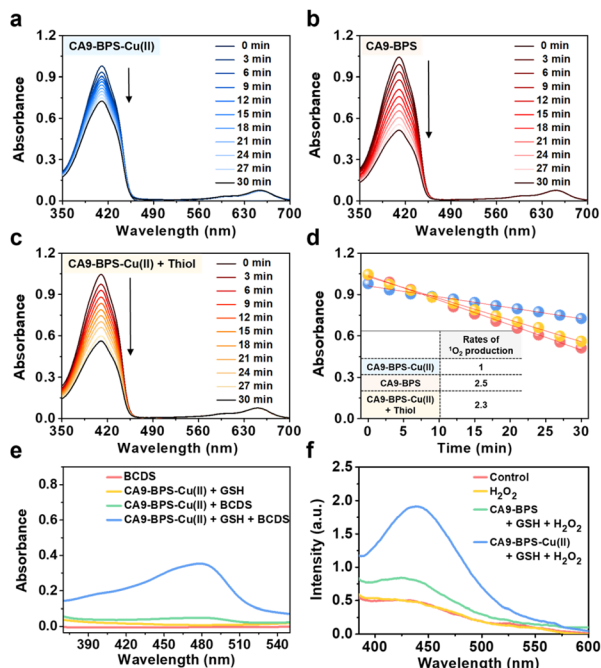 a
CA9-BPS-Cu(II)
0 min
3 min
6 min
9 min
12 min
15 min
18 min
21 min
24 min
27 min
30 min
1.2
0.9
0.6
0.3
0.0
Absorbance
350 420 490 560 630 700
Wavelength (nm)
b
CA9-BPS
0 min
3 min
6 min
9 min
12 min
15 min
18 min
21 min
24 min
27 min
30 min
1.2
0.9
0.6
0.3
0.0
Absorbance
350 420 490 560 630 700
Wavelength (nm)
c
CA9-BPS-Cu(II) + Thiol
0 min
3 min
6 min
9 min
12 min
15 min
18 min
21 min
24 min
27 min
30 min
1.2
0.9
0.6
0.3
0.0
Absorbance
350 420 490 560 630 700
Wavelength (nm)
d
1.2
0.9
0.6
0.3
0.0
Absorbance
Rates of
¹O₂ production
CA9-BPS-Cu(II) 1
CA9-BPS 2.5
CA9-BPS-Cu(II)
+ Thiol
2.3
0 5 10 15 20 25 30
Time (min)
e
BCDS
CA9-BPS-Cu(II) + GSH
CA9-BPS-Cu(II) + BCDS
CA9-BPS-Cu(II) + GSH + BCDS
0.8
0.6
0.4
0.2
0.0
Absorbance
400 450 500 550
Wavelength (nm)
f
Control
H₂O₂
CA9-BPS
+ GSH + H₂O₂
CA9-BPS-Cu(II)
+ GSH + H₂O₂
2.5
2.0
1.5
1.0
0.5
0.0
Intensity (a.u.)
400 450 500 550 600
Wavelength (nm)